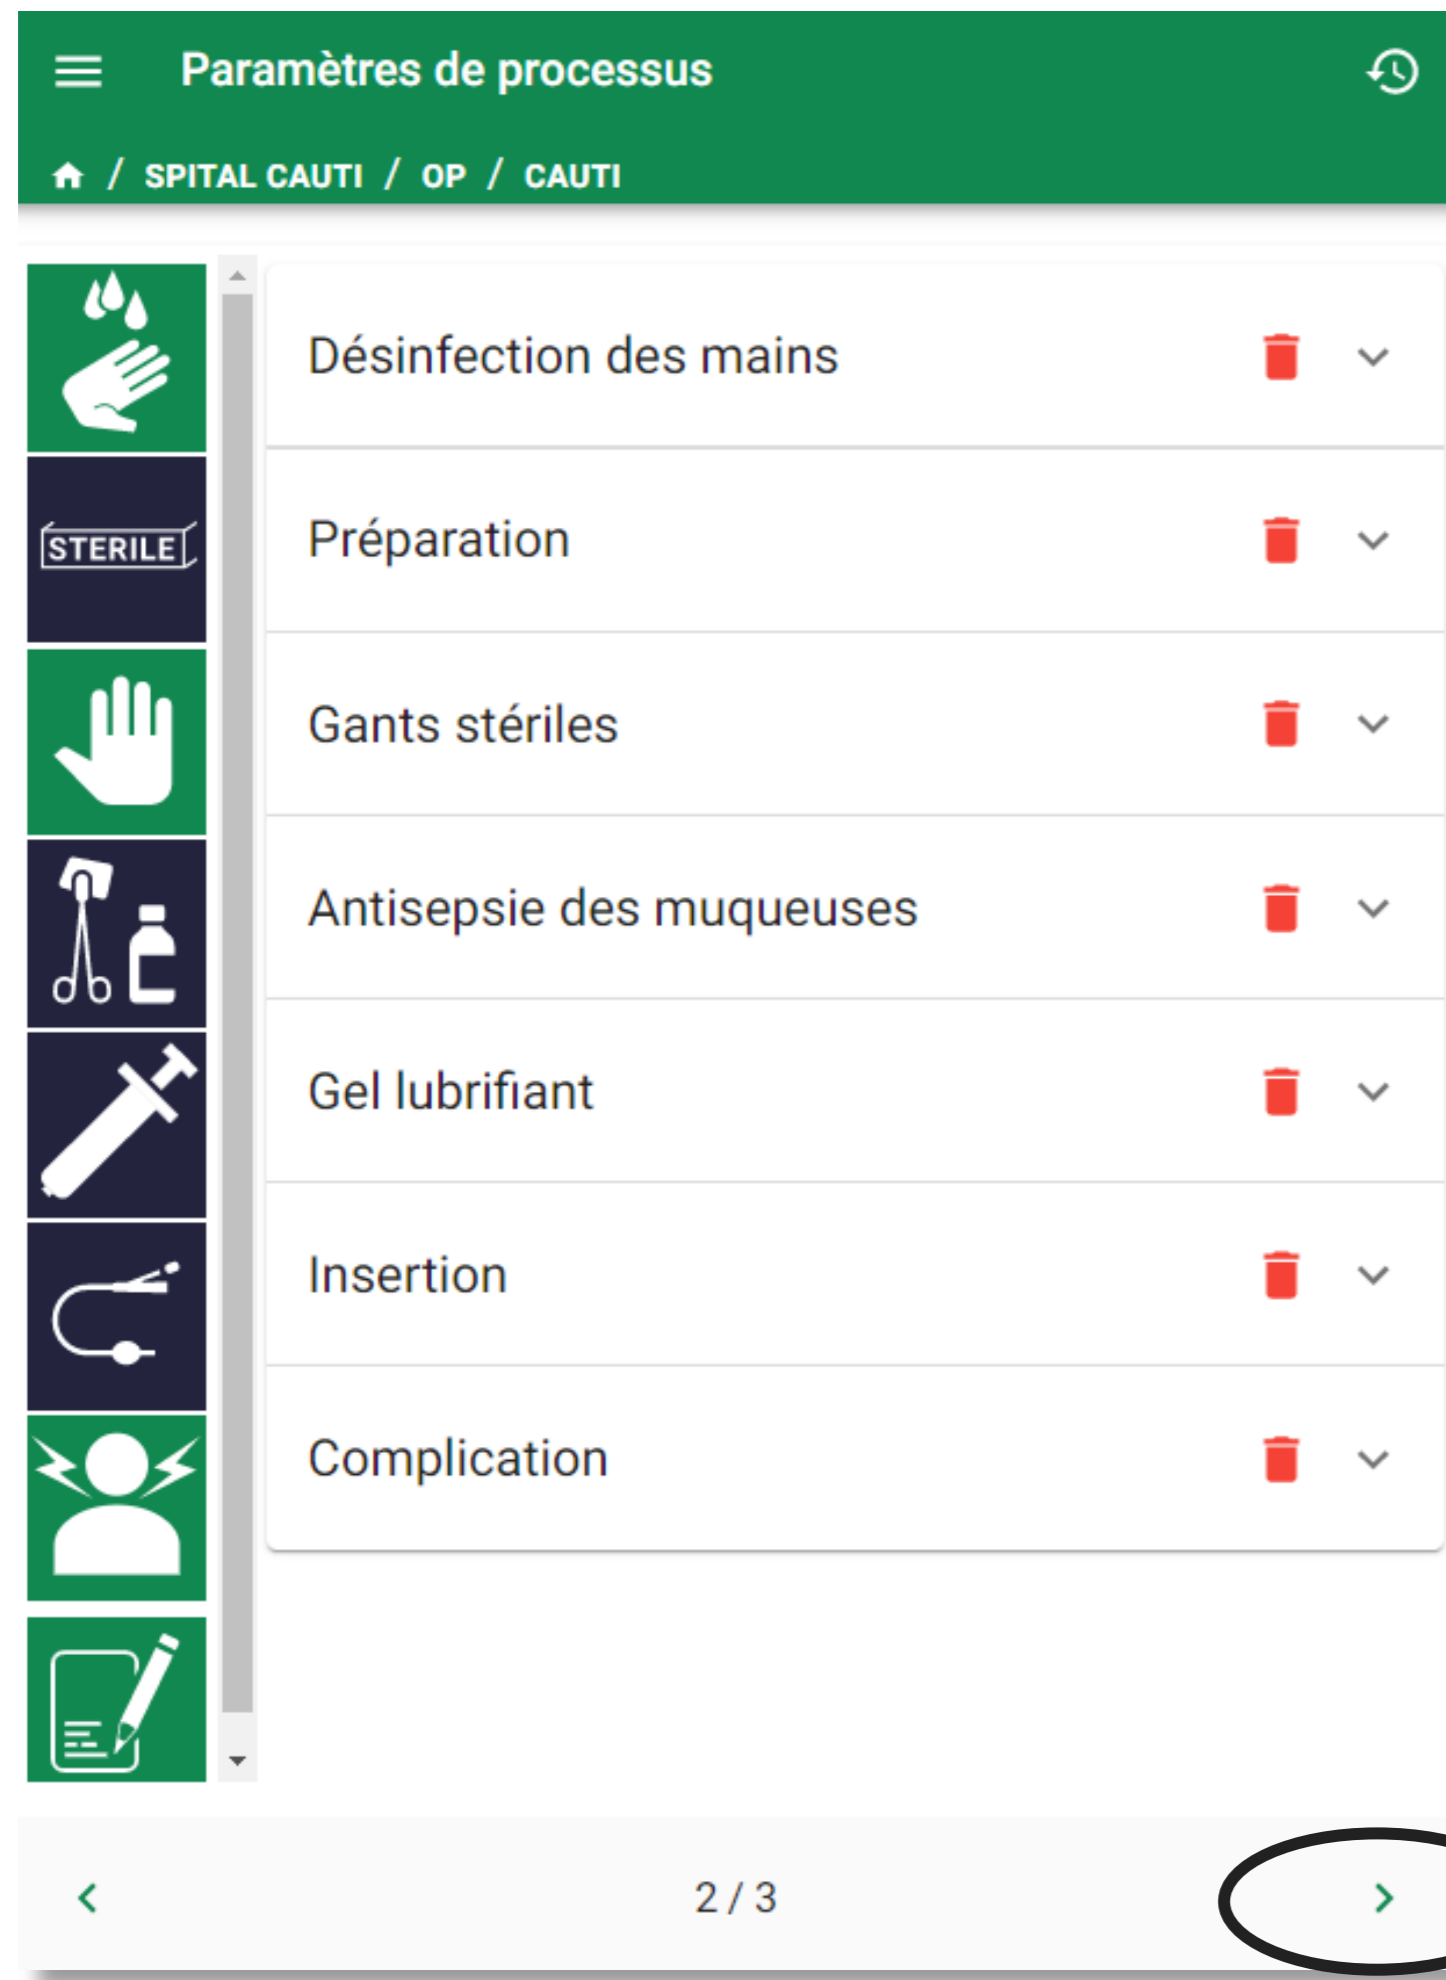 Paramètres de processus
/ SPITAL CAUTI / OP / CAUTI
Désinfection des mains
STERILE
Préparation
Gants stériles
Antisepsie des muqueuses
Gel lubrifiant
Insertion
Complication
2 / 3